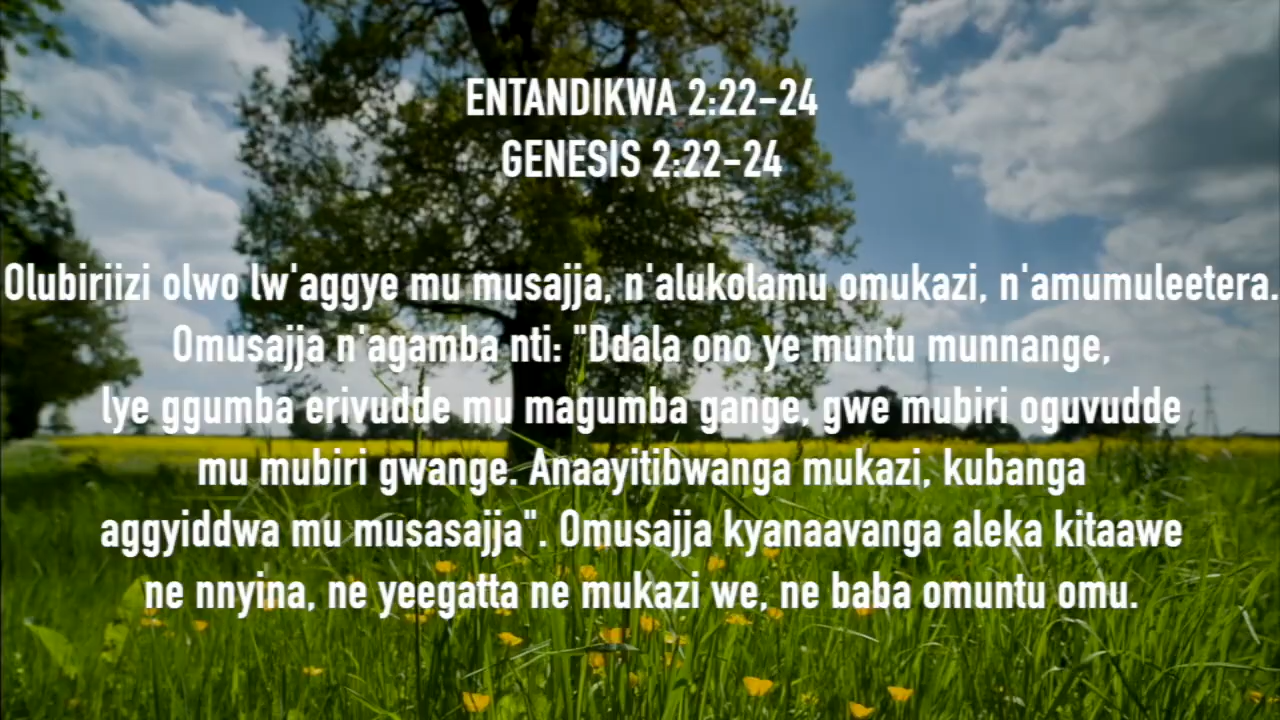 ENTANDIKWA 2:22-24
GENESIS 2:22-24
Olubiriizi olwo lw'aggye mu musajja, n'alukolamu omukazi, n'amumuleetera.
Omusajja n'agamba nti: "Ddala ono ye muntu munnange,
lye ggumba erivudde mu magumba gange, gwe mubiri oguvudde
mu mubiri gwange. Anaayitibwanga mukazi, kubanga
aggyiddwa mu musasajja". Omusajja kyanaavanga aleka kitaawe
ne nnyina, ne yeegatta ne mukazi we, ne baba omuntu omu.